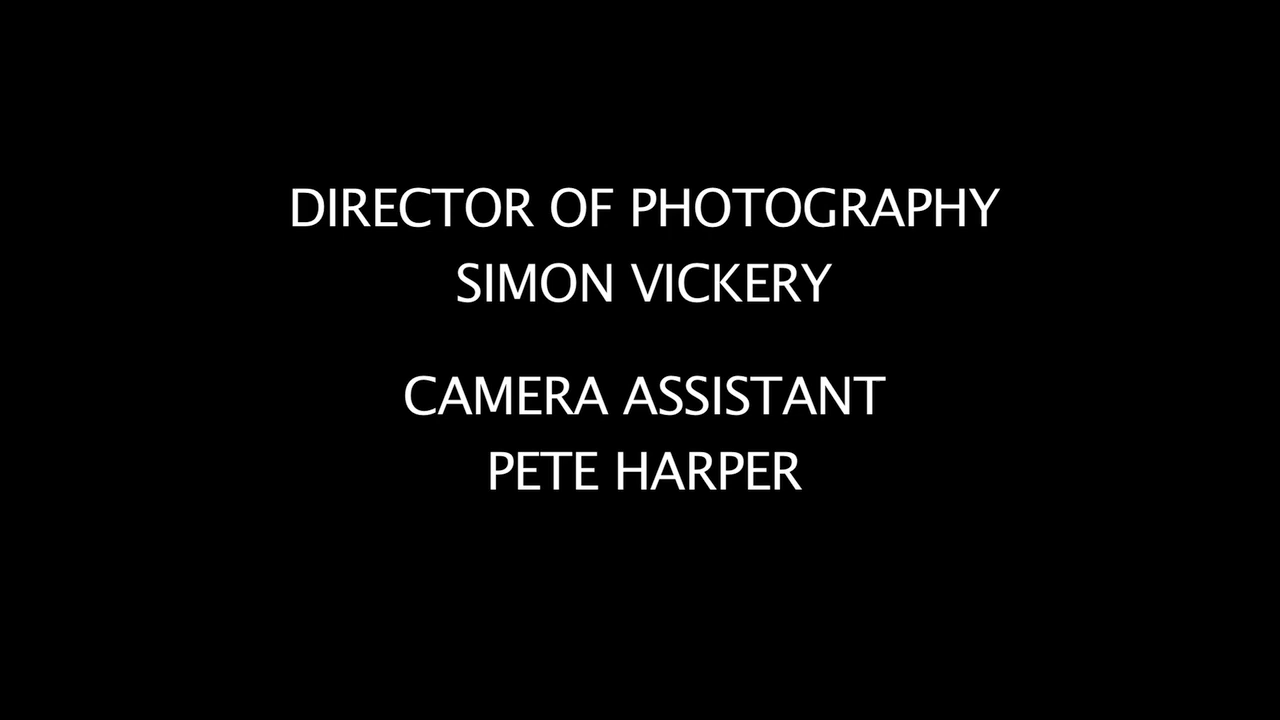 DIRECTOR OF PHOTOGRAPHY
SIMON VICKERY
CAMERA ASSISTANT
PETE HARPER